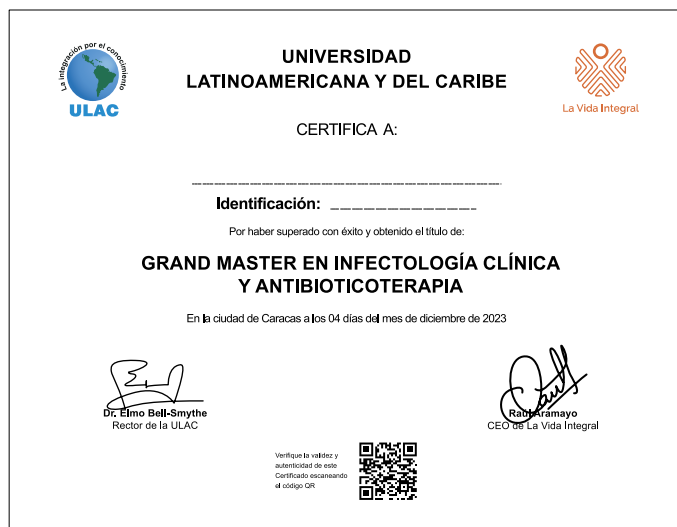 La integración por el conocimiento
ULAC
UNIVERSIDAD
LATINOAMERICANA Y DEL CARIBE
La Vida Integral
CERTIFICA A:
Identificación:
Por haber superado con éxito y obtenido el título de:
GRAND MASTER EN INFECTOLOGÍA CLÍNICA
Y ANTIBIOTICOTERAPIA
En la ciudad de Caracas a los 04 días del mes de diciembre de 2023
Dr. Elmo Bell-Smythe
Rector de la ULAC
Raúl Aramayo
CEO de La Vida Integral
Verifique la validez y
autenticidad de este
Certificado escaneando
el código QR